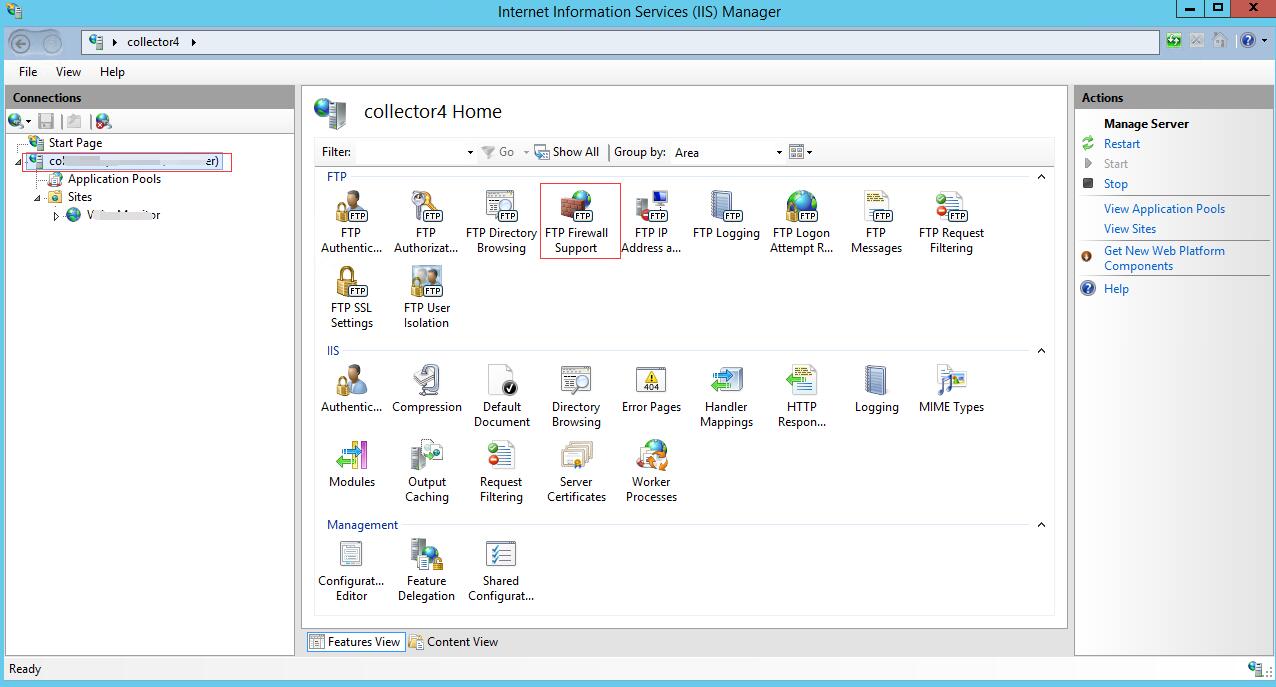 Internet Information Services (IIS) Manager
collector4
File View Help
Connections
Start Page
er)
Application Pools
Sites
collector4 Home
Filter: Go Show All Group by: Area
FTP
FTP Authentic...
FTP Authorizat...
FTP Directory Browsing
FTP Firewall Support
FTP IP Address a...
FTP Logging
FTP Logon Attempt R...
FTP Messages
FTP Request Filtering
FTP SSL Settings
FTP User Isolation
IIS
Authentic...
Compression
Default Document
Directory Browsing
Error Pages
Handler Mappings
HTTP Respon...
Logging
MIME Types
Modules
Output Caching
Request Filtering
Server Certificates
Worker Processes
Management
Configurat... Editor
Feature Delegation
Shared Configurat...
Features View Content View
Actions
Manage Server
Restart
Start
Stop
View Application Pools
View Sites
Get New Web Platform
Components
Help
Ready